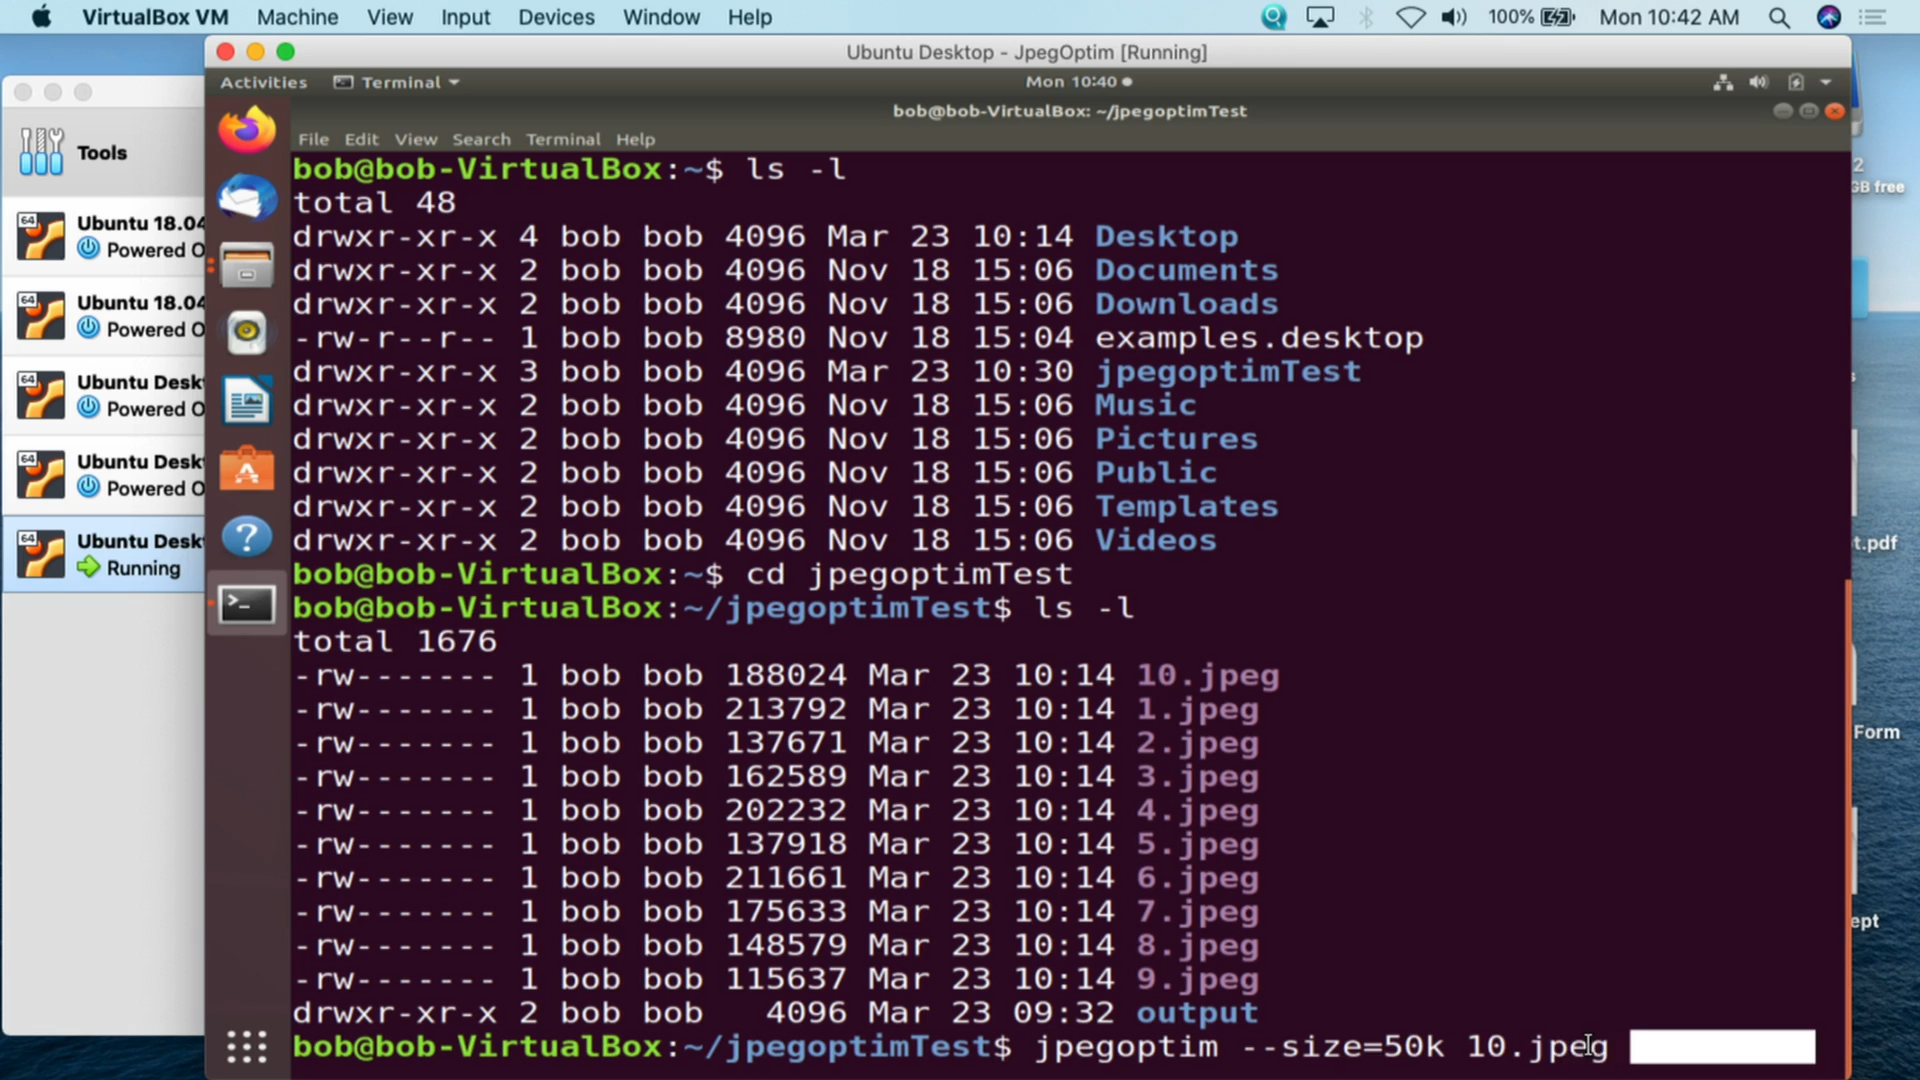 VirtualBox VM Machine View Input Devices Window Help 100% Mon 10:42 AM
Ubuntu Desktop - JpegOptim [Running]
Activities Terminal Mon 10:40
bob@bob-VirtualBox: ~/jpegoptimTest
File Edit View Search Terminal Help
Tools
64 Ubuntu 18.04
Powered O
64 Ubuntu 18.04
Powered O
64 Ubuntu Desk
Powered O
64 Ubuntu Desk
Powered O
64 Ubuntu Desk
Running
bob@bob-VirtualBox:~$ ls -l
total 48
drwxr-xr-x 4 bob bob 4096 Mar 23 10:14 Desktop
drwxr-xr-x 2 bob bob 4096 Nov 18 15:06 Documents
drwxr-xr-x 2 bob bob 4096 Nov 18 15:06 Downloads
-rw-r--r-- 1 bob bob 8980 Nov 18 15:04 examples.desktop
drwxr-xr-x 3 bob bob 4096 Mar 23 10:30 jpegoptimTest
drwxr-xr-x 2 bob bob 4096 Nov 18 15:06 Music
drwxr-xr-x 2 bob bob 4096 Nov 18 15:06 Pictures
drwxr-xr-x 2 bob bob 4096 Nov 18 15:06 Public
drwxr-xr-x 2 bob bob 4096 Nov 18 15:06 Templates
drwxr-xr-x 2 bob bob 4096 Nov 18 15:06 Videos
bob@bob-VirtualBox:~$ cd jpegoptimTest
bob@bob-VirtualBox:~/jpegoptimTest$ ls -l
total 1676
-rw------- 1 bob bob 188024 Mar 23 10:14 10.jpeg
-rw------- 1 bob bob 213792 Mar 23 10:14 1.jpeg
-rw------- 1 bob bob 137671 Mar 23 10:14 2.jpeg
-rw------- 1 bob bob 162589 Mar 23 10:14 3.jpeg
-rw------- 1 bob bob 202232 Mar 23 10:14 4.jpeg
-rw------- 1 bob bob 137918 Mar 23 10:14 5.jpeg
-rw------- 1 bob bob 211661 Mar 23 10:14 6.jpeg
-rw------- 1 bob bob 175633 Mar 23 10:14 7.jpeg
-rw------- 1 bob bob 148579 Mar 23 10:14 8.jpeg
-rw------- 1 bob bob 115637 Mar 23 10:14 9.jpeg
drwxr-xr-x 2 bob bob 4096 Mar 23 09:32 output
bob@bob-VirtualBox:~/jpegoptimTest$ jpegoptim --size=50k 10.jpeg
2
GB free
t.pdf
Form
ept